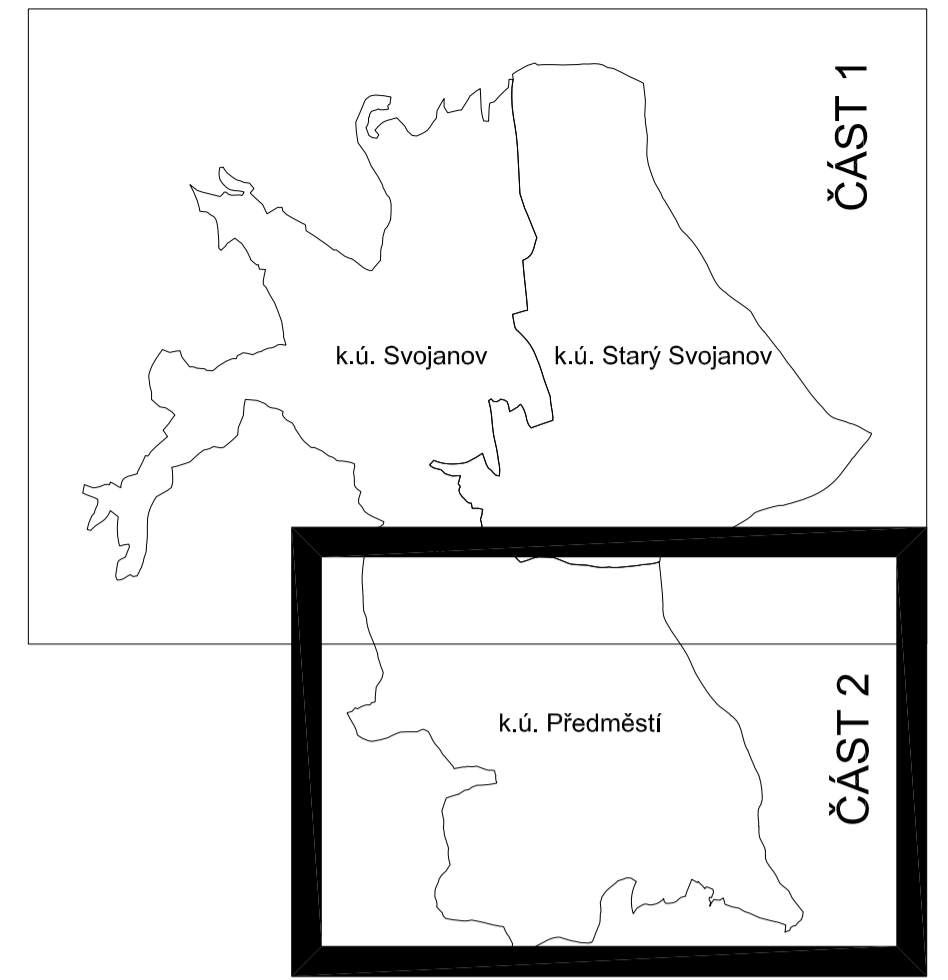 ČÁST 1
k.ú. Svojanov
k.ú. Starý Svojanov
k.ú. Předměstí
ČÁST 2